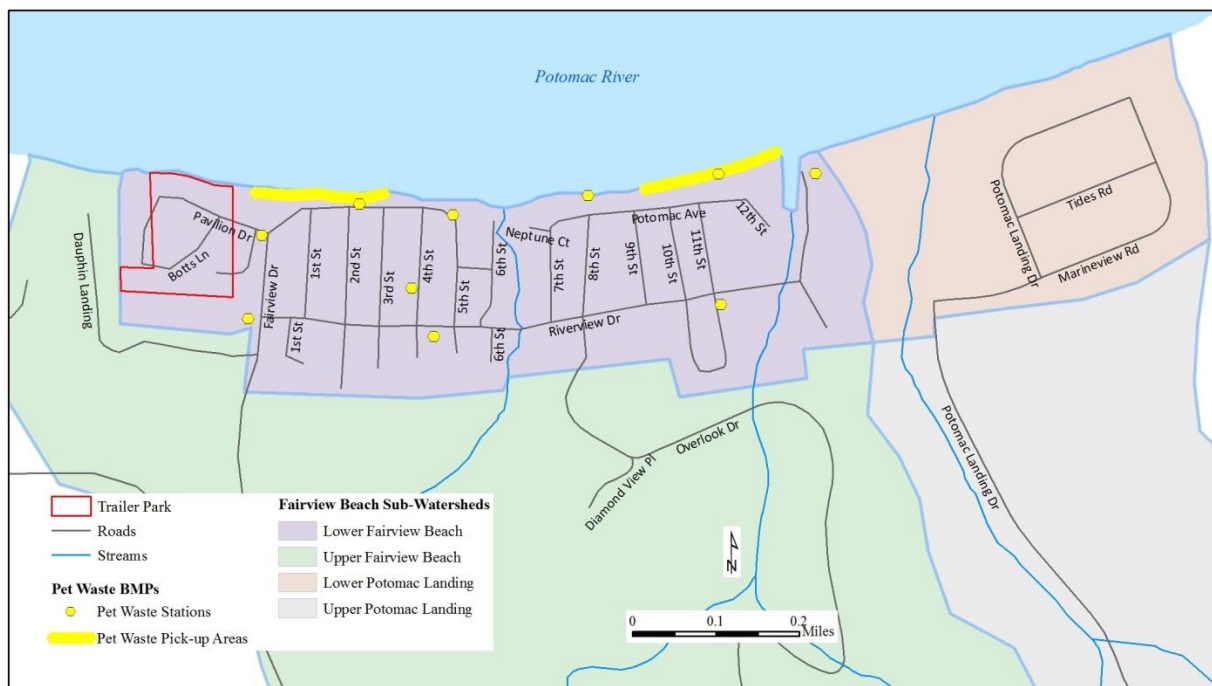 Potomac River
Pavilion Dr
Botts Ln
Dauphin Landing
Fairview Dr
1st St
2nd St
3rd St
4th St
5th St
6th St
Neptune Ct
7th St
8th St
9th St
10th St
11th St
12th St
Potomac Ave
Riverview Dr
1st St
6th St
Potomac Landing Dr
Tides Rd
Marineview Rd
Overlook Dr
Diamond View Pl
Potomac Landing Dr
Trailer Park
Roads
Streams
Pet Waste BMPs
Pet Waste Stations
Pet Waste Pick-up Areas
Fairview Beach Sub-Watersheds
Lower Fairview Beach
Upper Fairview Beach
Lower Potomac Landing
Upper Potomac Landing
N
0 0.1 0.2
Miles